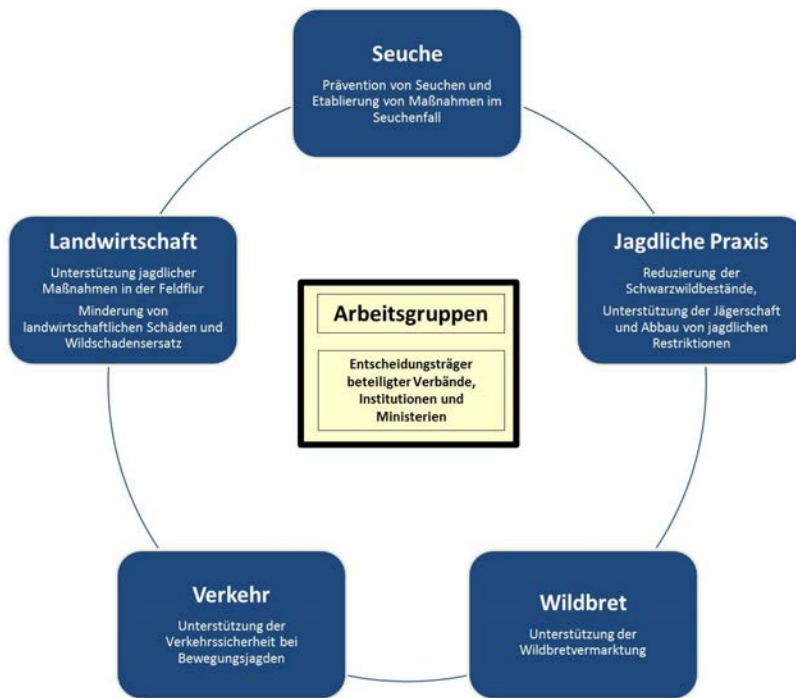 Seuche
Prävention von Seuchen und
Etablierung von Maßnahmen im
Seuchenfall
Landwirtschaft
Unterstützung jagdlicher
Maßnahmen in der Feldflur
Minderung von
landwirtschaftlichen Schäden und
Wildschadensersatz
Jagdliche Praxis
Reduzierung der
Schwarzwildbestände,
Unterstützung der Jägerschaft
und Abbau von jagdlichen
Restriktionen
Arbeitsgruppen
Entscheidungsträger
beteiligter Verbände,
Institutionen und
Ministerien
Verkehr
Unterstützung der
Verkehrssicherheit bei
Bewegungsjagden
Wildbret
Unterstützung der
Wildbretvermarktung